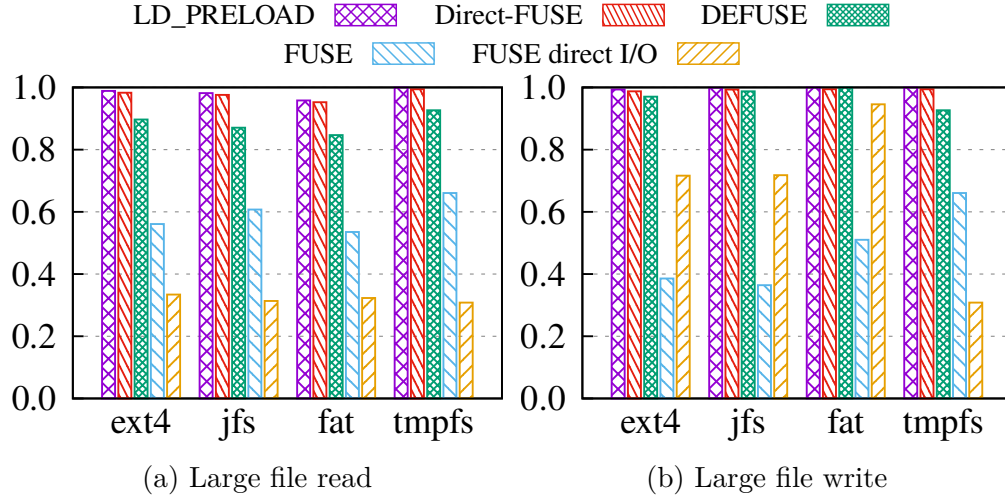 LD_PRELOAD Direct-FUSE DEFUSE
FUSE FUSE direct I/O
1.0
0.8
0.6
0.4
0.2
0.0
ext4 jfs fat tmpfs
(a) Large file read
1.0
0.8
0.6
0.4
0.2
0.0
ext4 jfs fat tmpfs
(b) Large file write